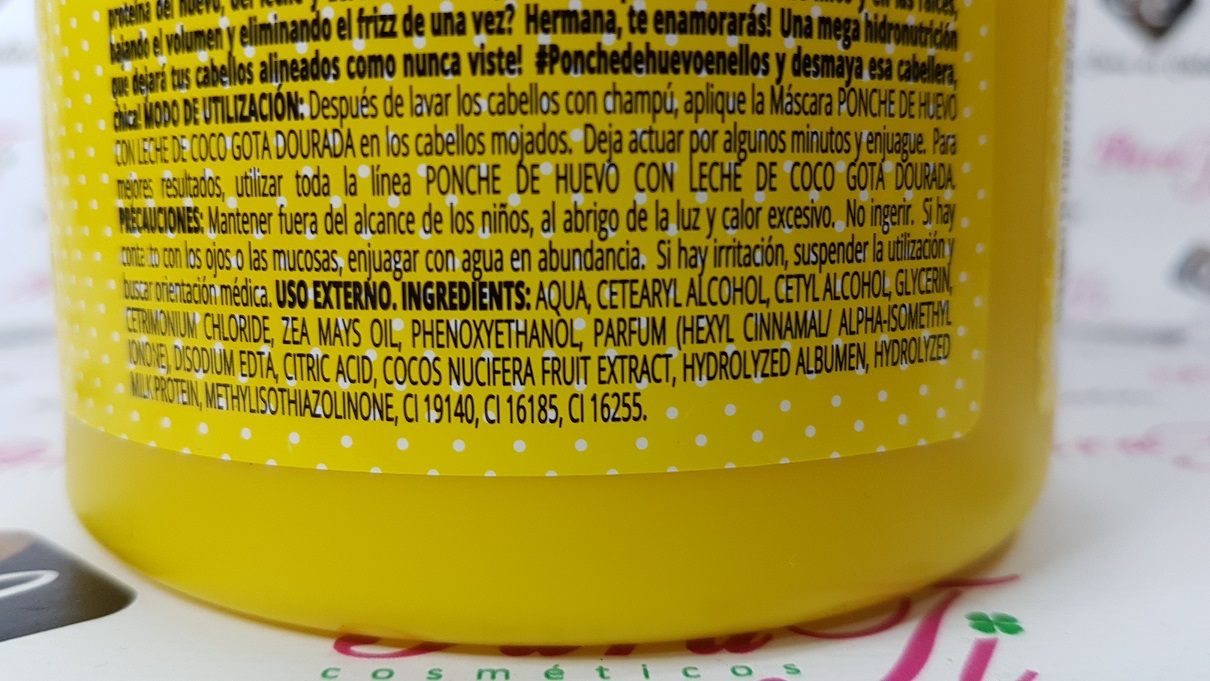 proteína del huevo, del leche y
bajando el volumen y eliminando el frizz de una vez? Hermana, te enamorarás! Una mega hidronutrición
que dejará tus cabellos alineados como nunca viste! #Ponchedehuevoenellos y desmaya esa cabellera,
chica! MODO DE UTILIZACIÓN: Después de lavar los cabellos con champú, aplique la Máscara PONCHE DE HUEVO
CON LECHE DE COCO GOTA DOURADA en los cabellos mojados. Deja actuar por algunos minutos y enjuague. Para
mejores resultados, utilizar toda la línea PONCHE DE HUEVO CON LECHE DE COCO GOTA DOURADA.
PRECAUCIONES: Mantener fuera del alcance de los niños, al abrigo de la luz y calor excesivo. No ingerir. Si hay
contacto con los ojos o las mucosas, enjuagar con agua en abundancia. Si hay irritación, suspender la utilización y
buscar orientación médica. USO EXTERNO. INGREDIENTS: AQUA, CETEARYL ALCOHOL, CETYL ALCOHOL, GLYCERIN,
CETRIMONIUM CHLORIDE, ZEA MAYS OIL, PHENOXYETHANOL, PARFUM (HEXYL CINNAMAL/ ALPHA-ISOMETHYL
IONONE), DISODIUM EDTA, CITRIC ACID, COCOS NUCIFERA FRUIT EXTRACT, HYDROLYZED ALBUMEN, HYDROLYZED
MILK PROTEIN, METHYLISOTHIAZOLINONE, CI 19140, CI 16185, CI 16255.
cosméticos